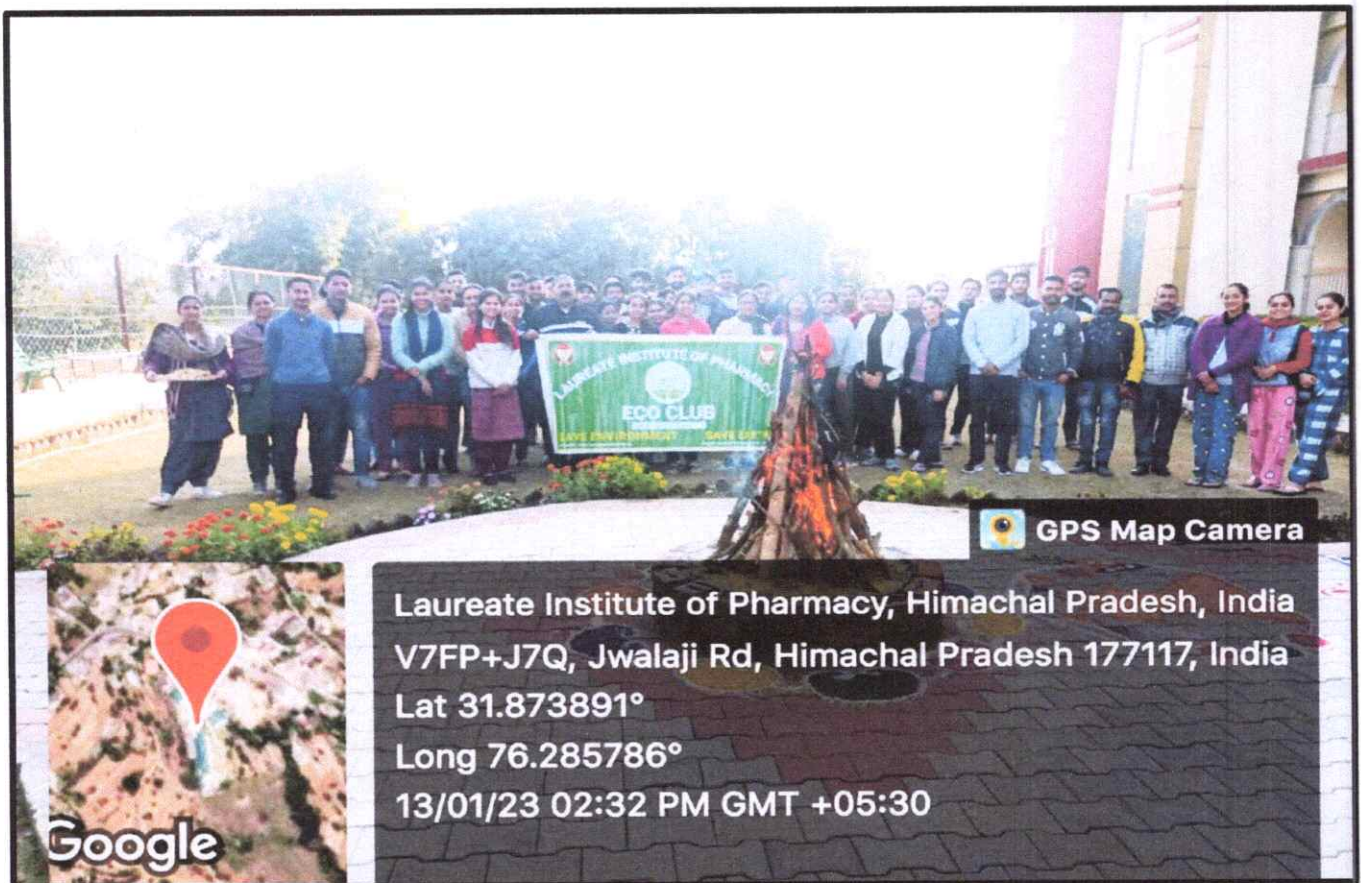 LAUREATE INSTITUTE OF PHARMACY
ECO CLUB
SAVE ENVIRONMENT
GPS Map Camera
Laureate Institute of Pharmacy, Himachal Pradesh, India
V7FP+J7Q, Jwalaji Rd, Himachal Pradesh 177117, India
Lat 31.873891°
Long 76.285786°
13/01/23 02:32 PM GMT +05:30
Google